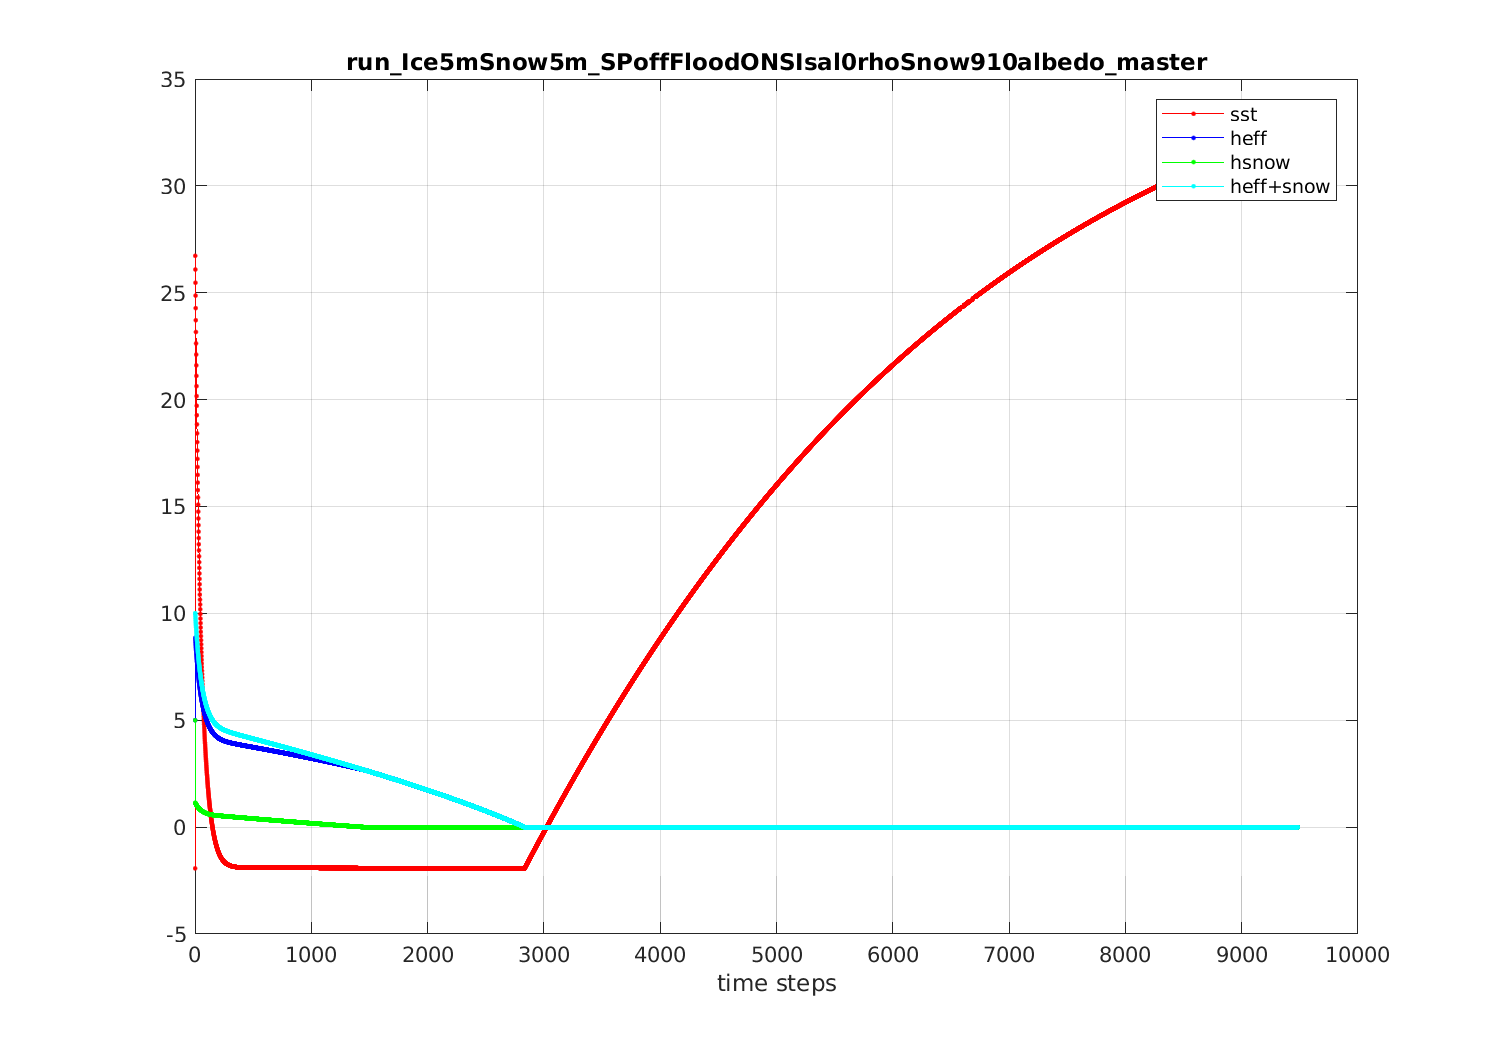 run_Ice5mSnow5m_SPoffFloodONSIsal0rhoSnow910albedo_master
35
30
25
20
15
10
5
0
-5
sst
heff
hsnow
heff+snow
0 1000 2000 3000 4000 5000 6000 7000 8000 9000 10000
time steps